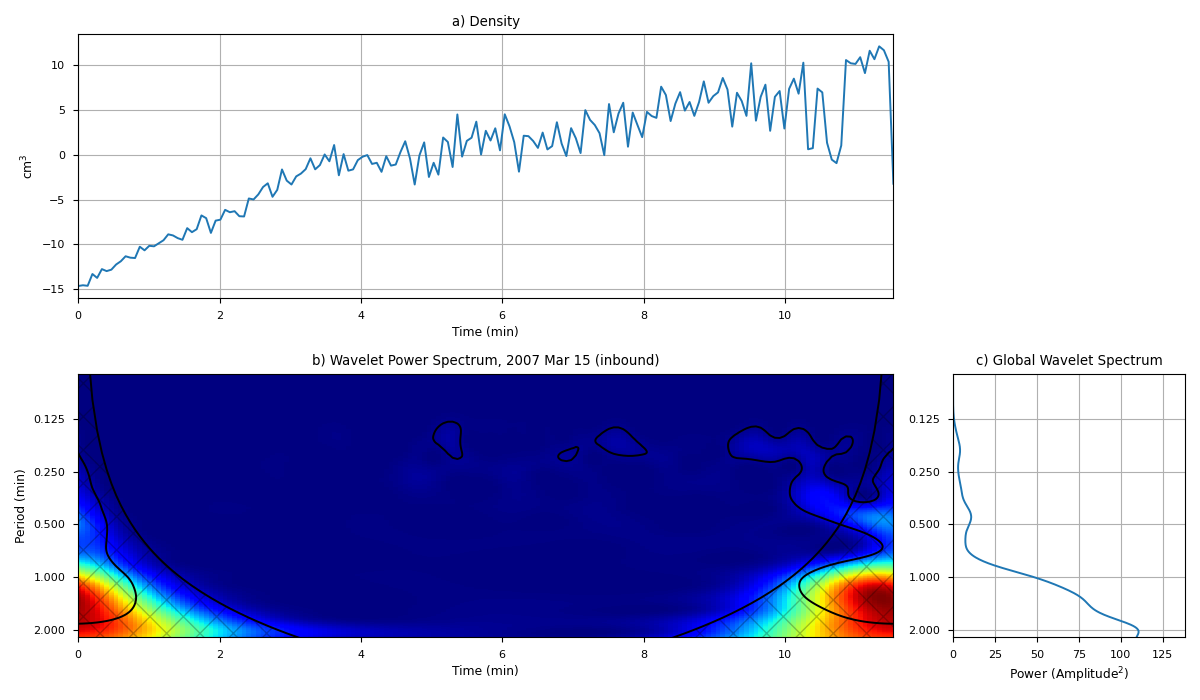 a) Density
10
5
0
−5
−10
−15
cm³
0 2 4 6 8 10
Time (min)
b) Wavelet Power Spectrum, 2007 Mar 15 (inbound)
0.125
0.250
0.500
1.000
2.000
Period (min)
0 2 4 6 8 10
Time (min)
c) Global Wavelet Spectrum
0.125
0.250
0.500
1.000
2.000
0 25 50 75 100 125
Power (Amplitude²)